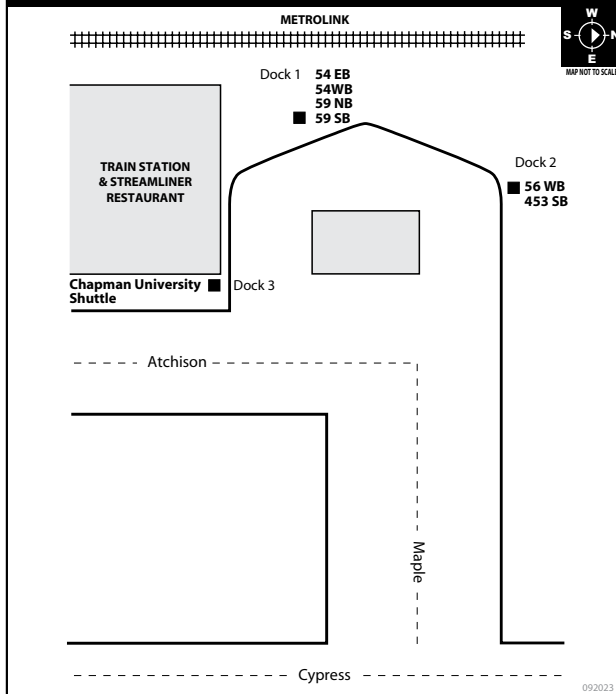 METROLINK
W
S
N
E
MAP NOT TO SCALE
Dock 1
54 EB
54WB
59 NB
59 SB
Dock 2
56 WB
453 SB
TRAIN STATION
& STREAMLINER
RESTAURANT
Chapman University
Shuttle
Dock 3
Atchison
Maple
Cypress
092023